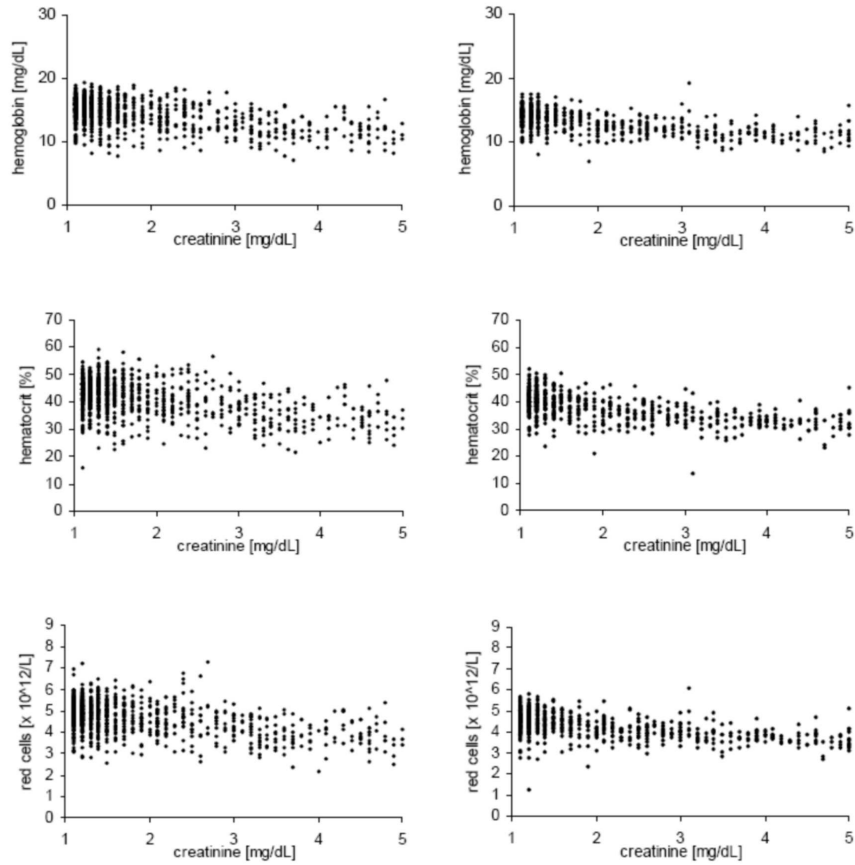 30
20
10
0
hemoglobin [mg/dL]
1 2 3 4 5
creatinine [mg/dL]
30
20
10
0
hemoglobin [mg/dL]
1 2 3 4 5
creatinine [mg/dL]
70
60
50
40
30
20
10
0
hematocrit [%]
1 2 3 4 5
creatinine [mg/dL]
70
60
50
40
30
20
10
0
hematocrit [%]
1 2 3 4 5
creatinine [mg/dL]
9
8
7
6
5
4
3
2
1
0
red cells [x 10^12/L]
1 2 3 4 5
creatinine [mg/dL]
9
8
7
6
5
4
3
2
1
0
red cells [x 10^12/L]
1 2 3 4 5
creatinine [mg/dL]